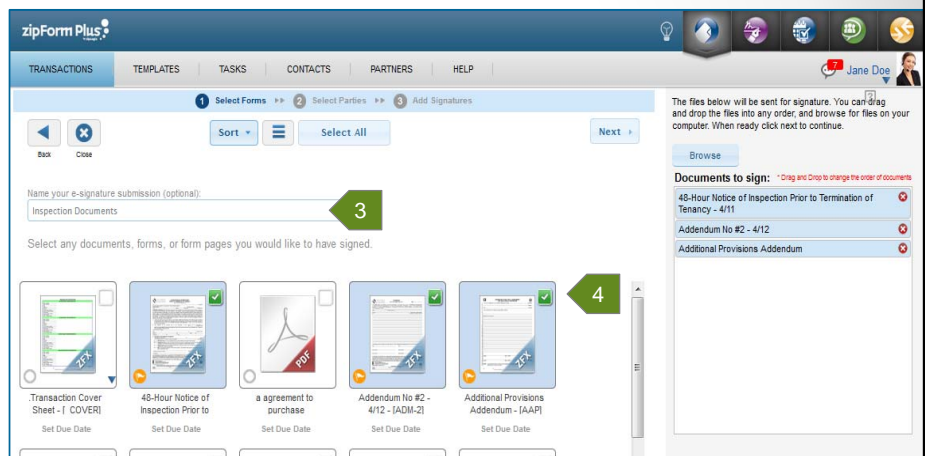 zipForm Plus
TRANSACTIONS TEMPLATES TASKS CONTACTS PARTNERS HELP
7 Jane Doe
1 Select Forms 2 Select Parties 3 Add Signatures
Back Close
Sort Select All Next
Name your e-signature submission (optional):
Inspection Documents
3
Select any documents, forms, or form pages you would like to have signed.
4
ZFX ZFX PDF ZFX ZFX
.Transaction Cover
Sheet - [ COVER]
48-Hour Notice of
Inspection Prior to
a agreement to
purchase
Addendum No #2 -
4/12 - [ADM-2]
Additional Provisions
Addendum - [AAP]
Set Due Date Set Due Date Set Due Date Set Due Date Set Due Date
The files below will be sent for signature. You can drag
and drop the files into any order, and browse for files on your
computer. When ready click next to continue.
Browse
Documents to sign: * Drag and Drop to change the order of documents
48-Hour Notice of Inspection Prior to Termination of
Tenancy - 4/11
Addendum No #2 - 4/12
Additional Provisions Addendum